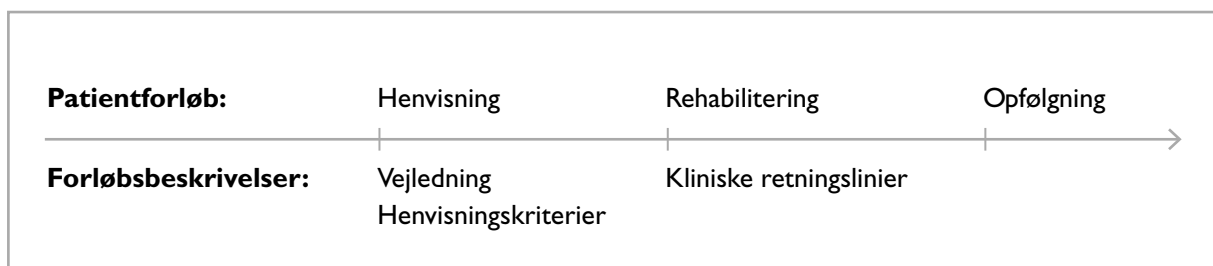 Patientforløb: Henvisning Rehabilitering Opfølgning
Forløbsbeskrivelser: Vejledning Kliniske retningslinier
Henvisningskriterier